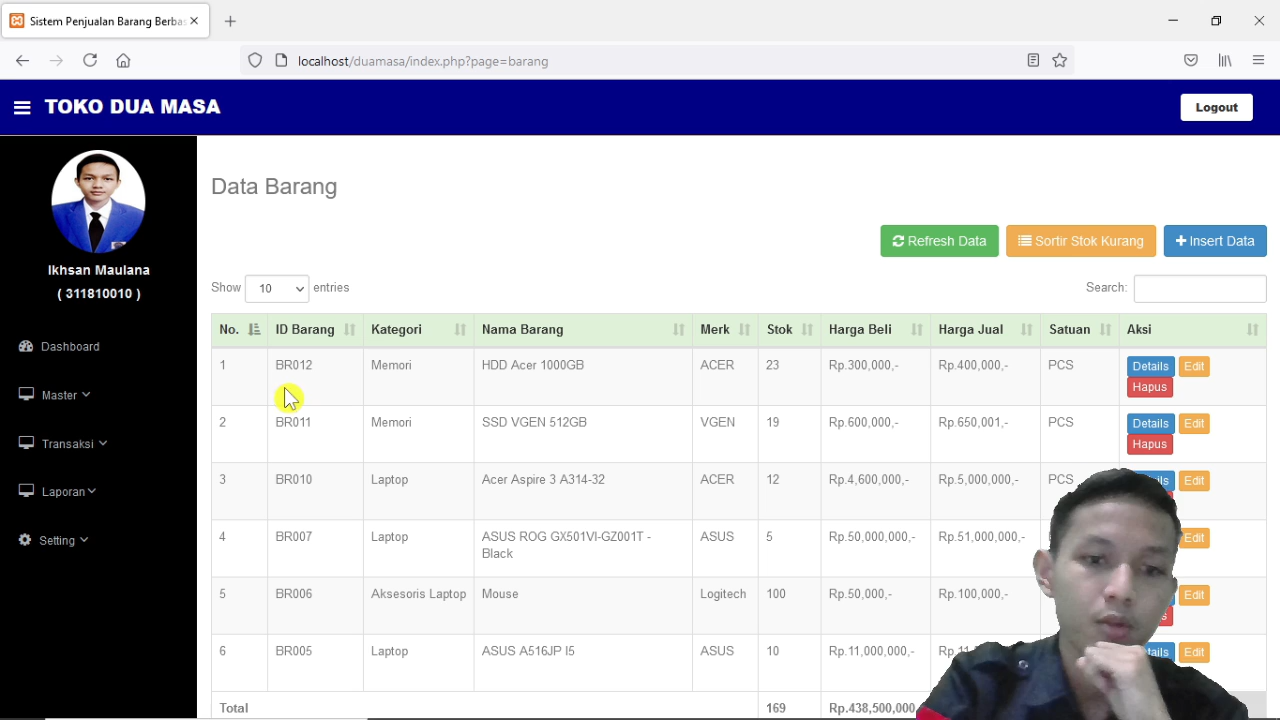 Sistem Penjualan Barang Berbas
localhost/duamasa/index.php?page=barang
TOKO DUA MASA
Logout
Ikhsan Maulana
( 311810010 )
Dashboard
Master
Transaksi
Laporan
Setting
Data Barang
Refresh Data Sortir Stok Kurang Insert Data
Show 10 entries Search:
No. ID Barang Kategori Nama Barang Merk Stok Harga Beli Harga Jual Satuan Aksi
1 BR012 Memori HDD Acer 1000GB ACER 23 Rp.300,000,- Rp.400,000,- PCS Details Edit
Hapus
2 BR011 Memori SSD VGEN 512GB VGEN 19 Rp.600,000,- Rp.650,001,- PCS Details Edit
Hapus
3 BR010 Laptop Acer Aspire 3 A314-32 ACER 12 Rp.4,600,000,- Rp.5,000,000,- PCS Edit
4 BR007 Laptop ASUS ROG GX501VI-GZ001T - ASUS 5 Rp.50,000,000,- Rp.51,000,000,- Edit
Black
5 BR006 Aksesoris Laptop Mouse Logitech 100 Rp.50,000,- Rp.100,000,- Edit
6 BR005 Laptop ASUS A516JP I5 ASUS 10 Rp.11,000,000,- Edit
Total 169 Rp.438,500,000